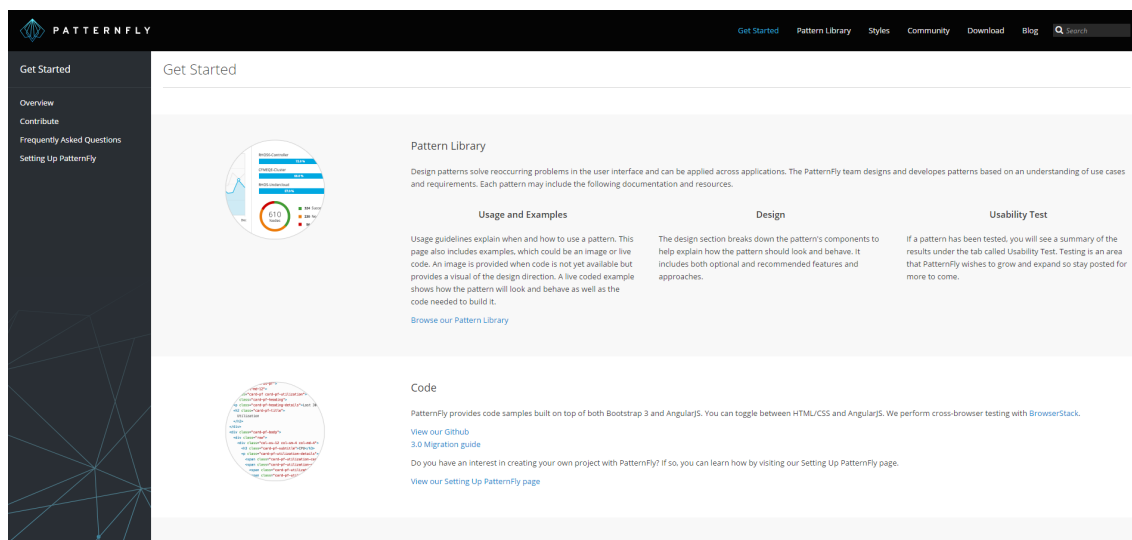 PATTERNFLY
Get Started
Pattern Library
Styles
Community
Download
Blog
Search
Get Started
Overview
Contribute
Frequently Asked Questions
Setting Up PatternFly
Get Started
RHOSO-Controller
610
Pattern Library
Design patterns solve reoccurring problems in the user interface and can be applied across applications. The PatternFly team designs and developes patterns based on an understanding of use cases
and requirements. Each pattern may include the following documentation and resources.
Usage and Examples
Usage guidelines explain when and how to use a pattern. This
page also includes examples, which could be an image or live
code. An image is provided when code is not yet available but
provides a visual of the design direction. A live coded example
shows how the pattern will look and behave as well as the
code needed to build it.
Browse our Pattern Library
Design
The design section breaks down the pattern's components to
help explain how the pattern should look and behave. It
includes both optional and recommended features and
approaches.
Usability Test
If a pattern has been tested, you will see a summary of the
results under the tab called Usability Test. Testing is an area
that PatternFly wishes to grow and expand so stay posted for
more to come.
Code
PatternFly provides code samples built on top of both Bootstrap 3 and AngularJS. You can toggle between HTML/CSS and AngularJS. We perform cross-browser testing with BrowserStack.
View our Github
3.0 Migration guide
Do you have an interest in creating your own project with PatternFly? If so, you can learn how by visiting our Setting Up PatternFly page.
View our Setting Up PatternFly page